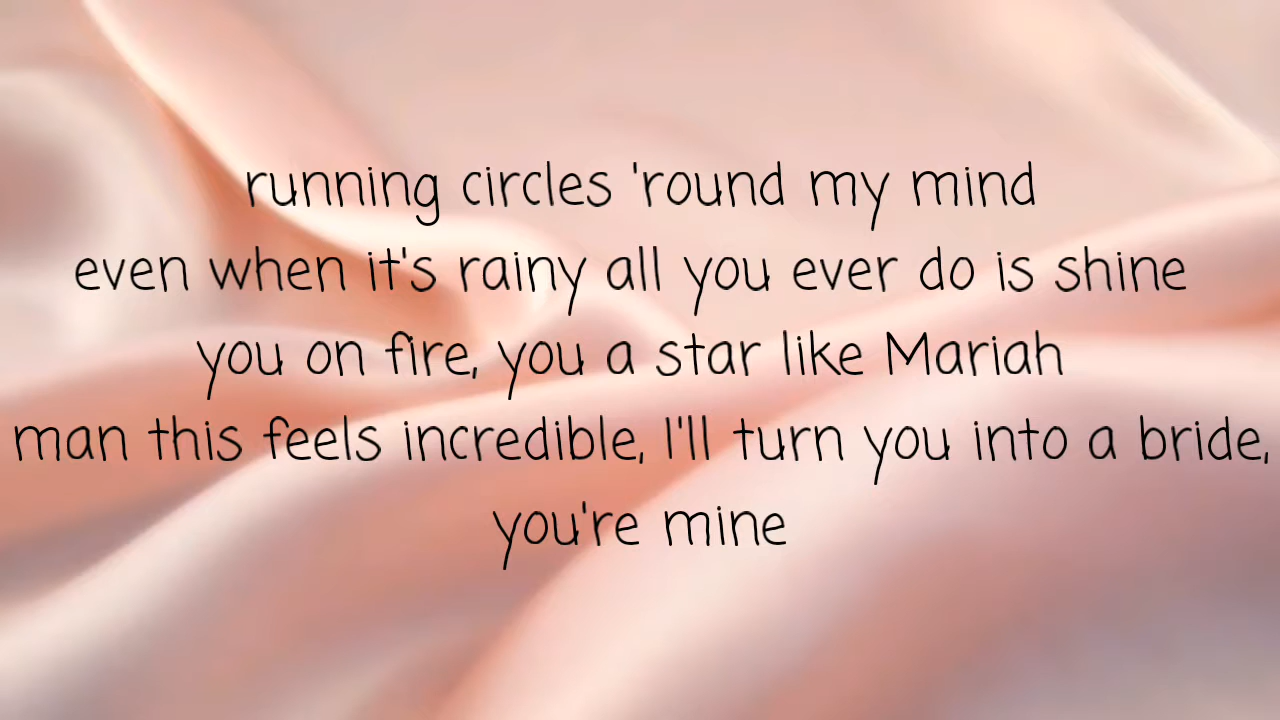 running circles 'round my mind
even when it's rainy all you ever do is shine
you on fire, you a star like Mariah
man this feels incredible, I'll turn you into a bride,
you're mine